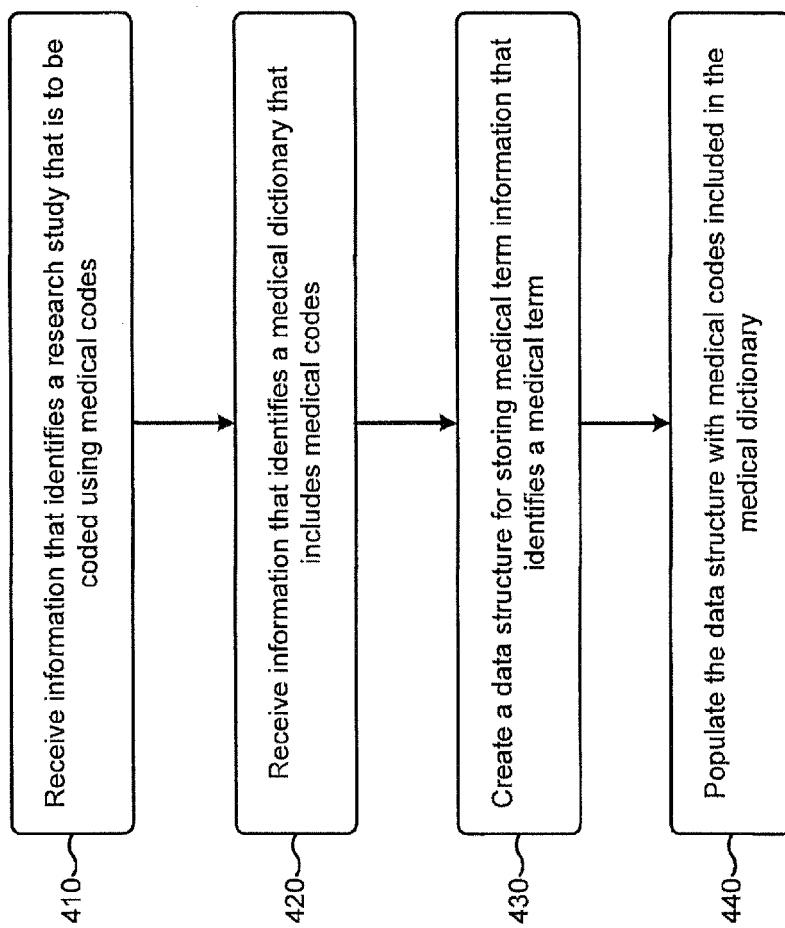 410
Receive information that identifies a research study that is to be
coded using medical codes
420
Receive information that identifies a medical dictionary that
includes medical codes
430
Create a data structure for storing medical term information that
identifies a medical term
440
Populate the data structure with medical codes included in the
medical dictionary